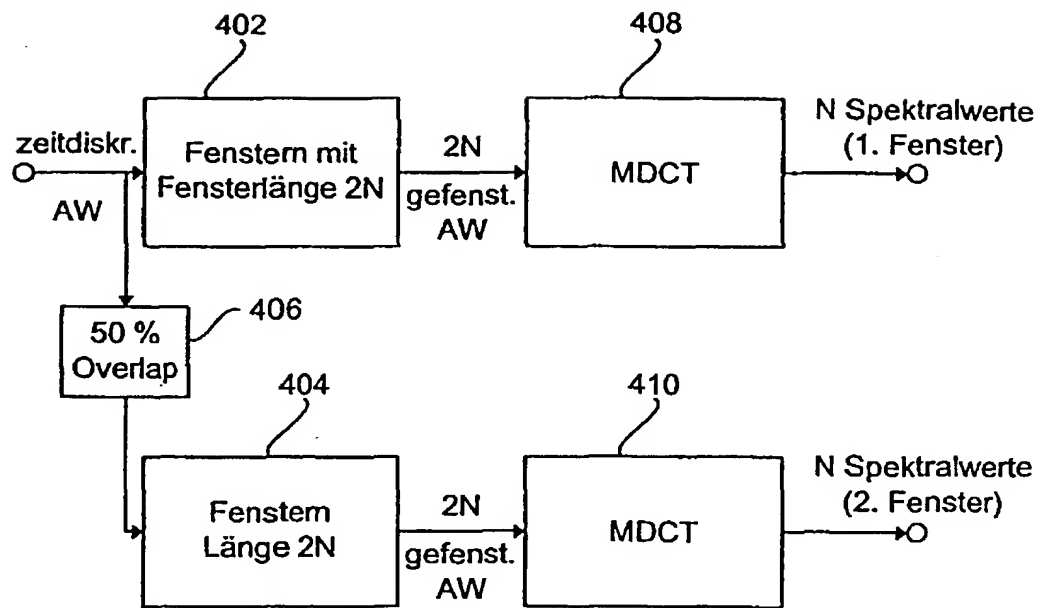 402
408
zeitdiskr.
AW
Fenstern mit
Fensterlänge 2N
2N
gefenst.
AW
MDCT
N Spektralwerte
(1. Fenster)
50 %
Overlap
406
404
410
Fenstern
Länge 2N
2N
gefenst.
AW
MDCT
N Spektralwerte
(2. Fenster)